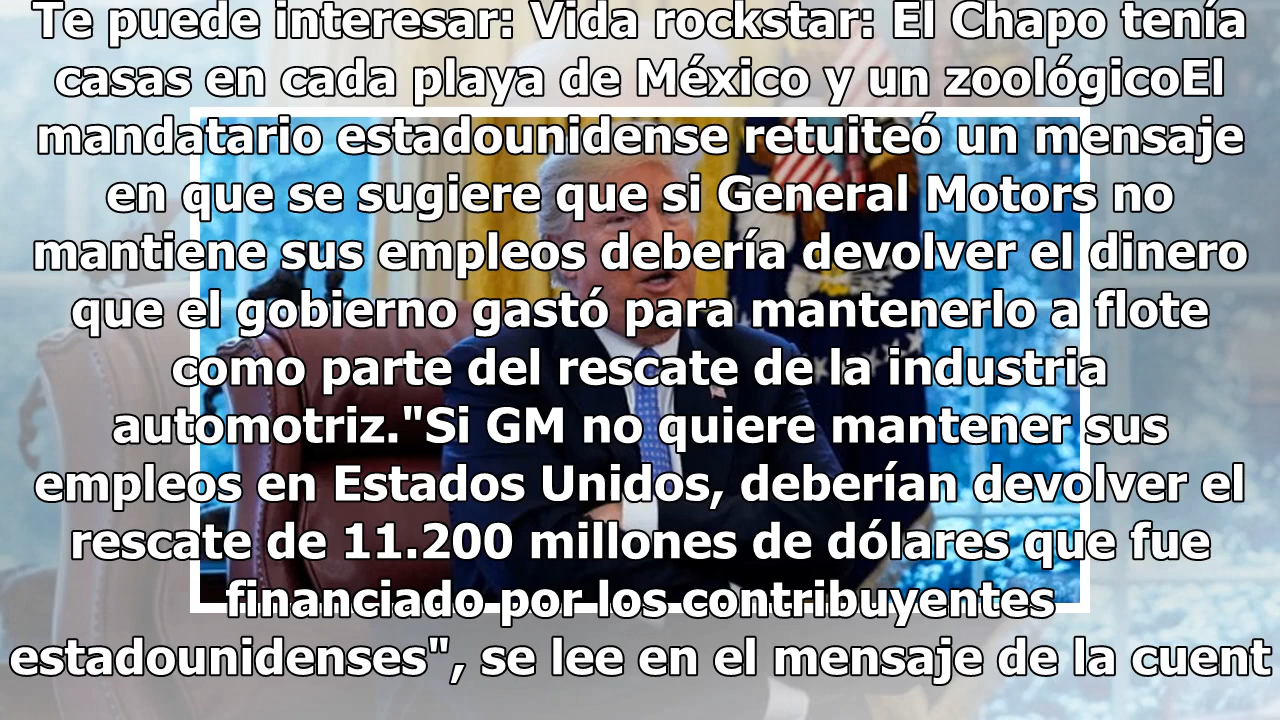 Te puede interesar: Vida rockstar: El Chapo tenía
casas en cada playa de México y un zoológicoEl
mandatario estadounidense retuiteó un mensaje
en que se sugiere que si General Motors no
mantiene sus empleos debería devolver el dinero
que el gobierno gastó para mantenerlo a flote
como parte del rescate de la industria
automotriz."Si GM no quiere mantener sus
empleos en Estados Unidos, deberían devolver el
rescate de 11.200 millones de dólares que fue
financiado por los contribuyentes
estadounidenses", se lee en el mensaje de la cuent